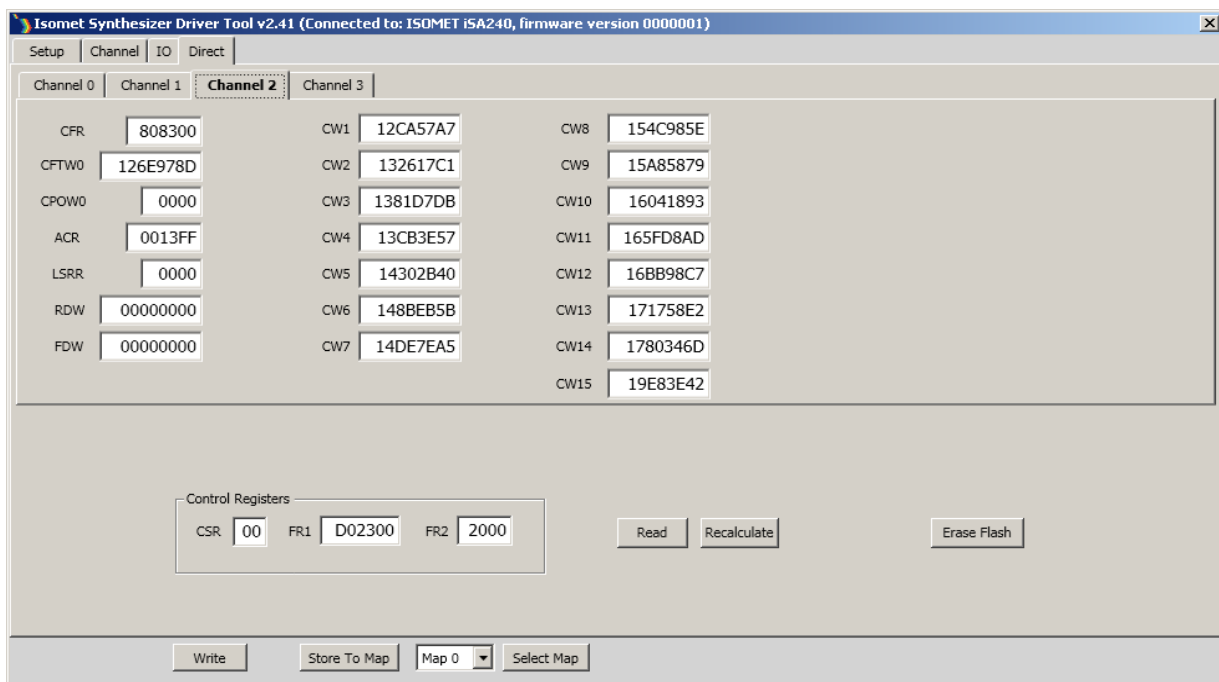 Isomet Synthesizer Driver Tool v2.41 (Connected to: ISOMET iSA240, firmware version 0000001)
Setup Channel IO Direct
Channel 0 Channel 1 Channel 2 Channel 3
CFR 808300 CW1 12CA57A7 CW8 154C985E
CFTW0 126E978D CW2 132617C1 CW9 15A85879
CPOW0 0000 CW3 1381D7DB CW10 16041893
ACR 0013FF CW4 13CB3E57 CW11 165FD8AD
LSRR 0000 CW5 14302B40 CW12 16BB98C7
RDW 00000000 CW6 148BEB5B CW13 171758E2
FDW 00000000 CW7 14DE7EA5 CW14 1780346D
CW15 19E83E42
Control Registers
CSR 00 FR1 D02300 FR2 2000 Read Recalculate Erase Flash
Write Store To Map Map 0 Select Map